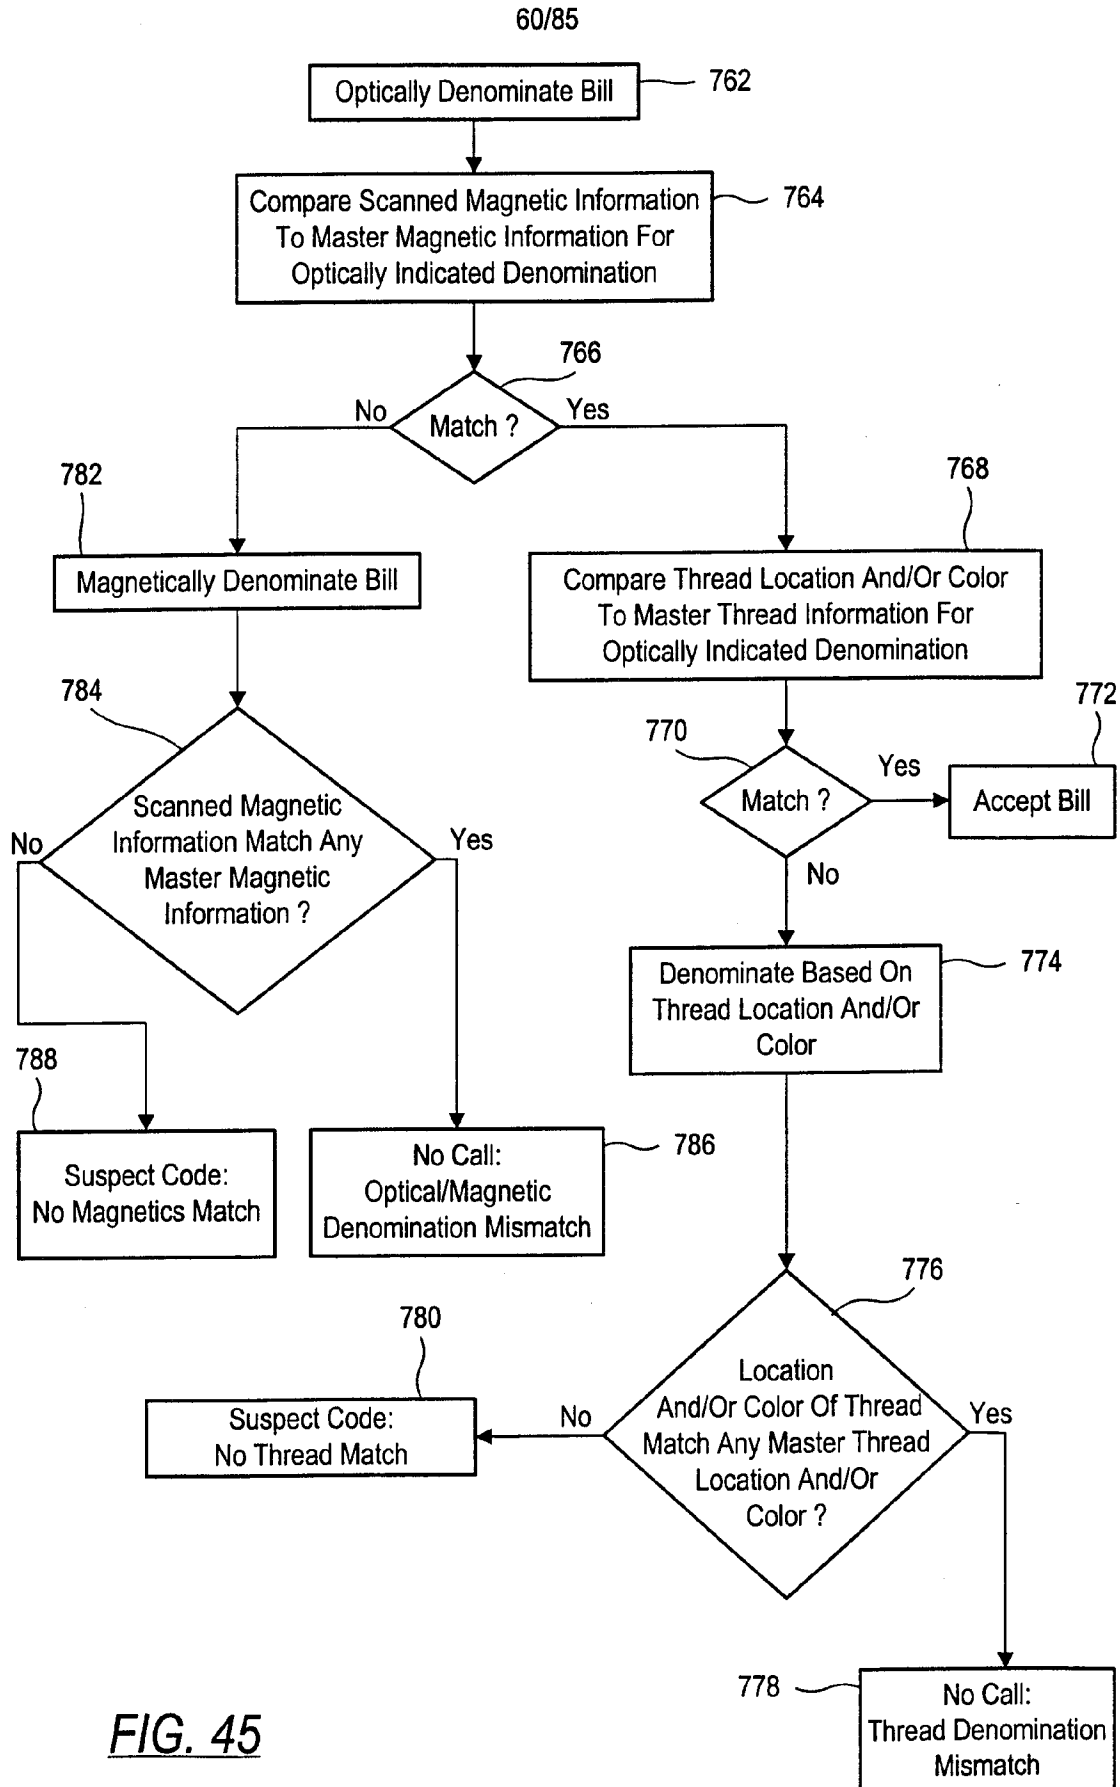 60/85
Optically Denominate Bill
762
Compare Scanned Magnetic Information
To Master Magnetic Information For
Optically Indicated Denomination
764
766
Match ?
No
Yes
782
Magnetically Denominate Bill
768
Compare Thread Location And/Or Color
To Master Thread Information For
Optically Indicated Denomination
784
Scanned Magnetic
Information Match Any
Master Magnetic
Information ?
No
Yes
770
Match ?
Yes
772
Accept Bill
No
Denominate Based On
Thread Location And/Or
Color
774
788
Suspect Code:
No Magnetics Match
No Call:
Optical/Magnetic
Denomination Mismatch
786
776
Location
And/Or Color Of Thread
Match Any Master Thread
Location And/Or
Color ?
No
Yes
780
Suspect Code:
No Thread Match
778
No Call:
Thread Denomination
Mismatch
FIG. 45